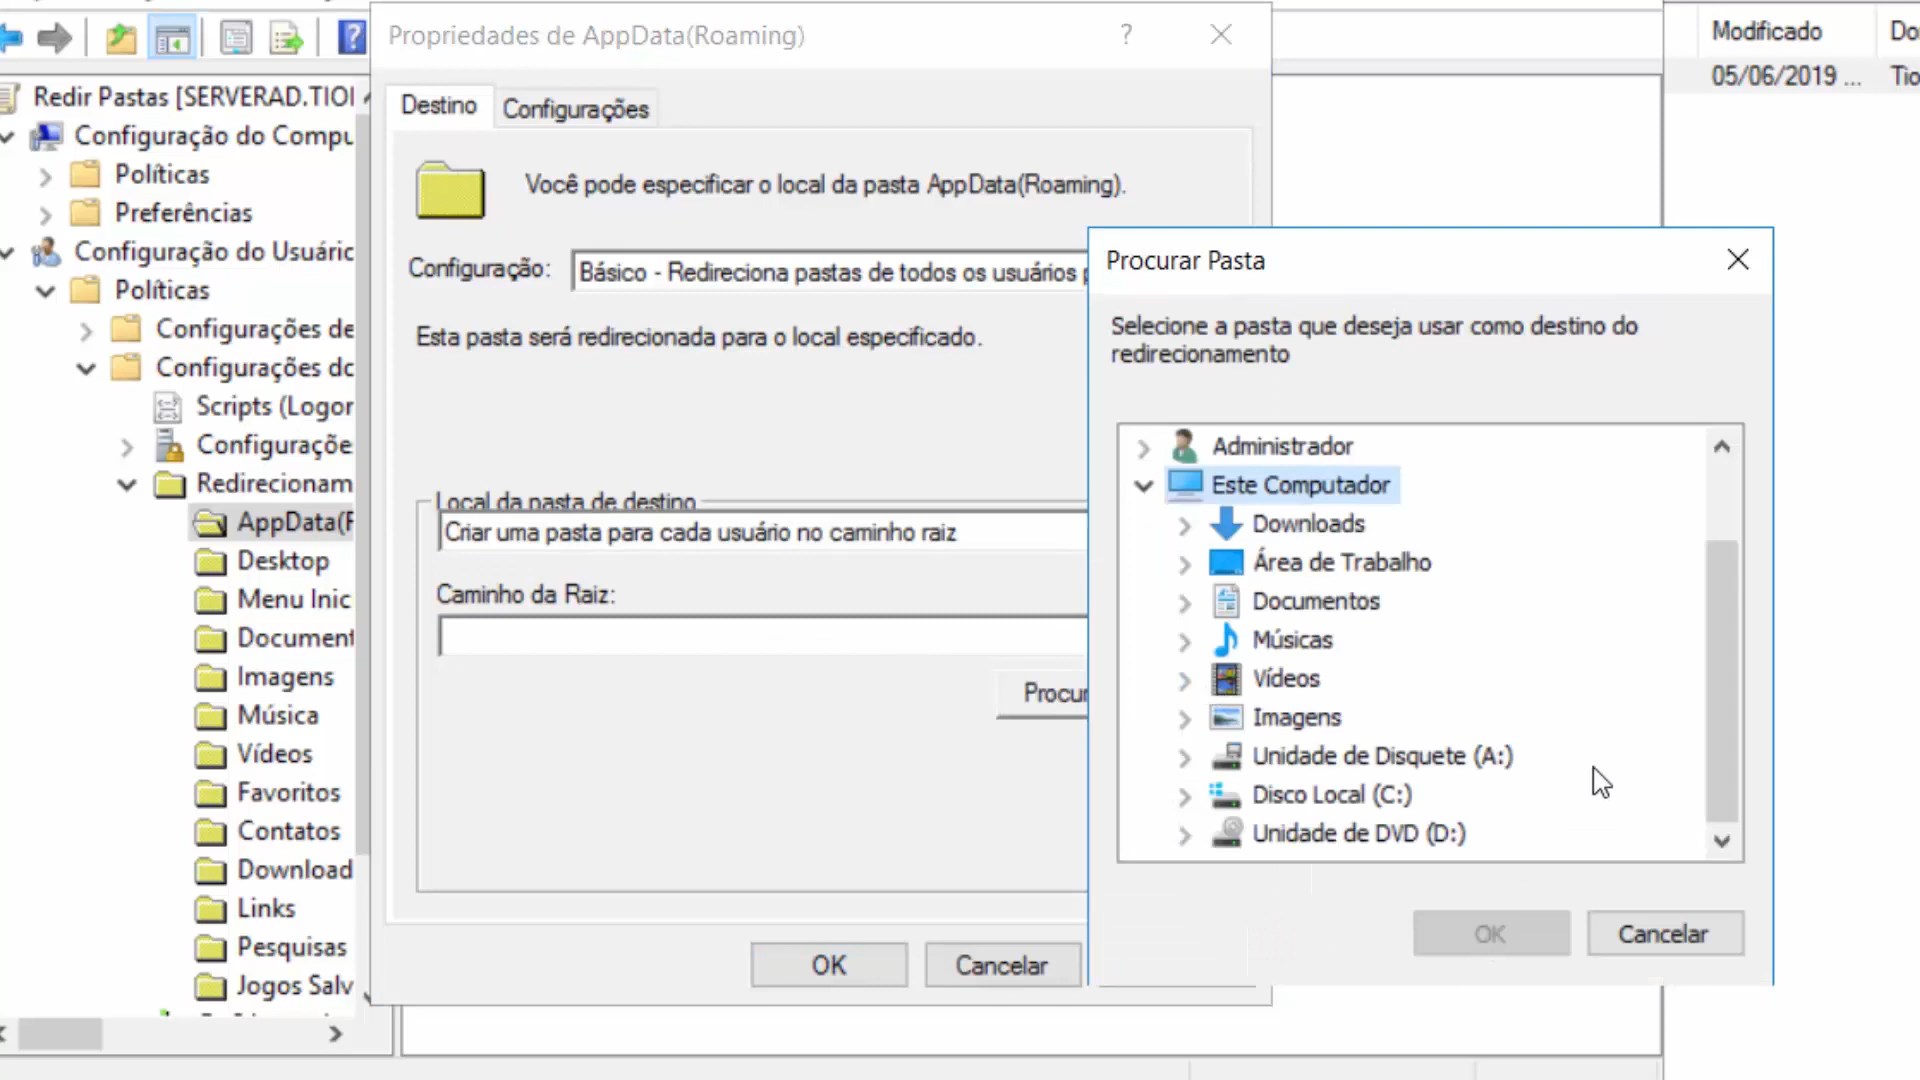 Propriedades de AppData(Roaming)
?
Modificado
05/06/2019 ...
Redir Pastas [SERVERAD.TIO
Configuração do Compu
Políticas
Preferências
Configuração do Usuáric
Políticas
Configurações de
Configurações dc
Scripts (Logor
Configuraçõe
Redirecionam
AppData(F
Desktop
Menu Inic
Document
Imagens
Música
Vídeos
Favoritos
Contatos
Download
Links
Pesquisas
Jogos Salv
Destino
Configurações
Você pode especificar o local da pasta AppData(Roaming).
Configuração:
Básico - Redireciona pastas de todos os usuários p
Esta pasta será redirecionada para o local especificado.
Local da pasta de destino
Criar uma pasta para cada usuário no caminho raiz
Caminho da Raiz:
Procur
OK
Cancelar
Procurar Pasta
Selecione a pasta que deseja usar como destino do
redirecionamento
Administrador
Este Computador
Downloads
Área de Trabalho
Documentos
Músicas
Vídeos
Imagens
Unidade de Disquete (A:)
Disco Local (C:)
Unidade de DVD (D:)
OK
Cancelar